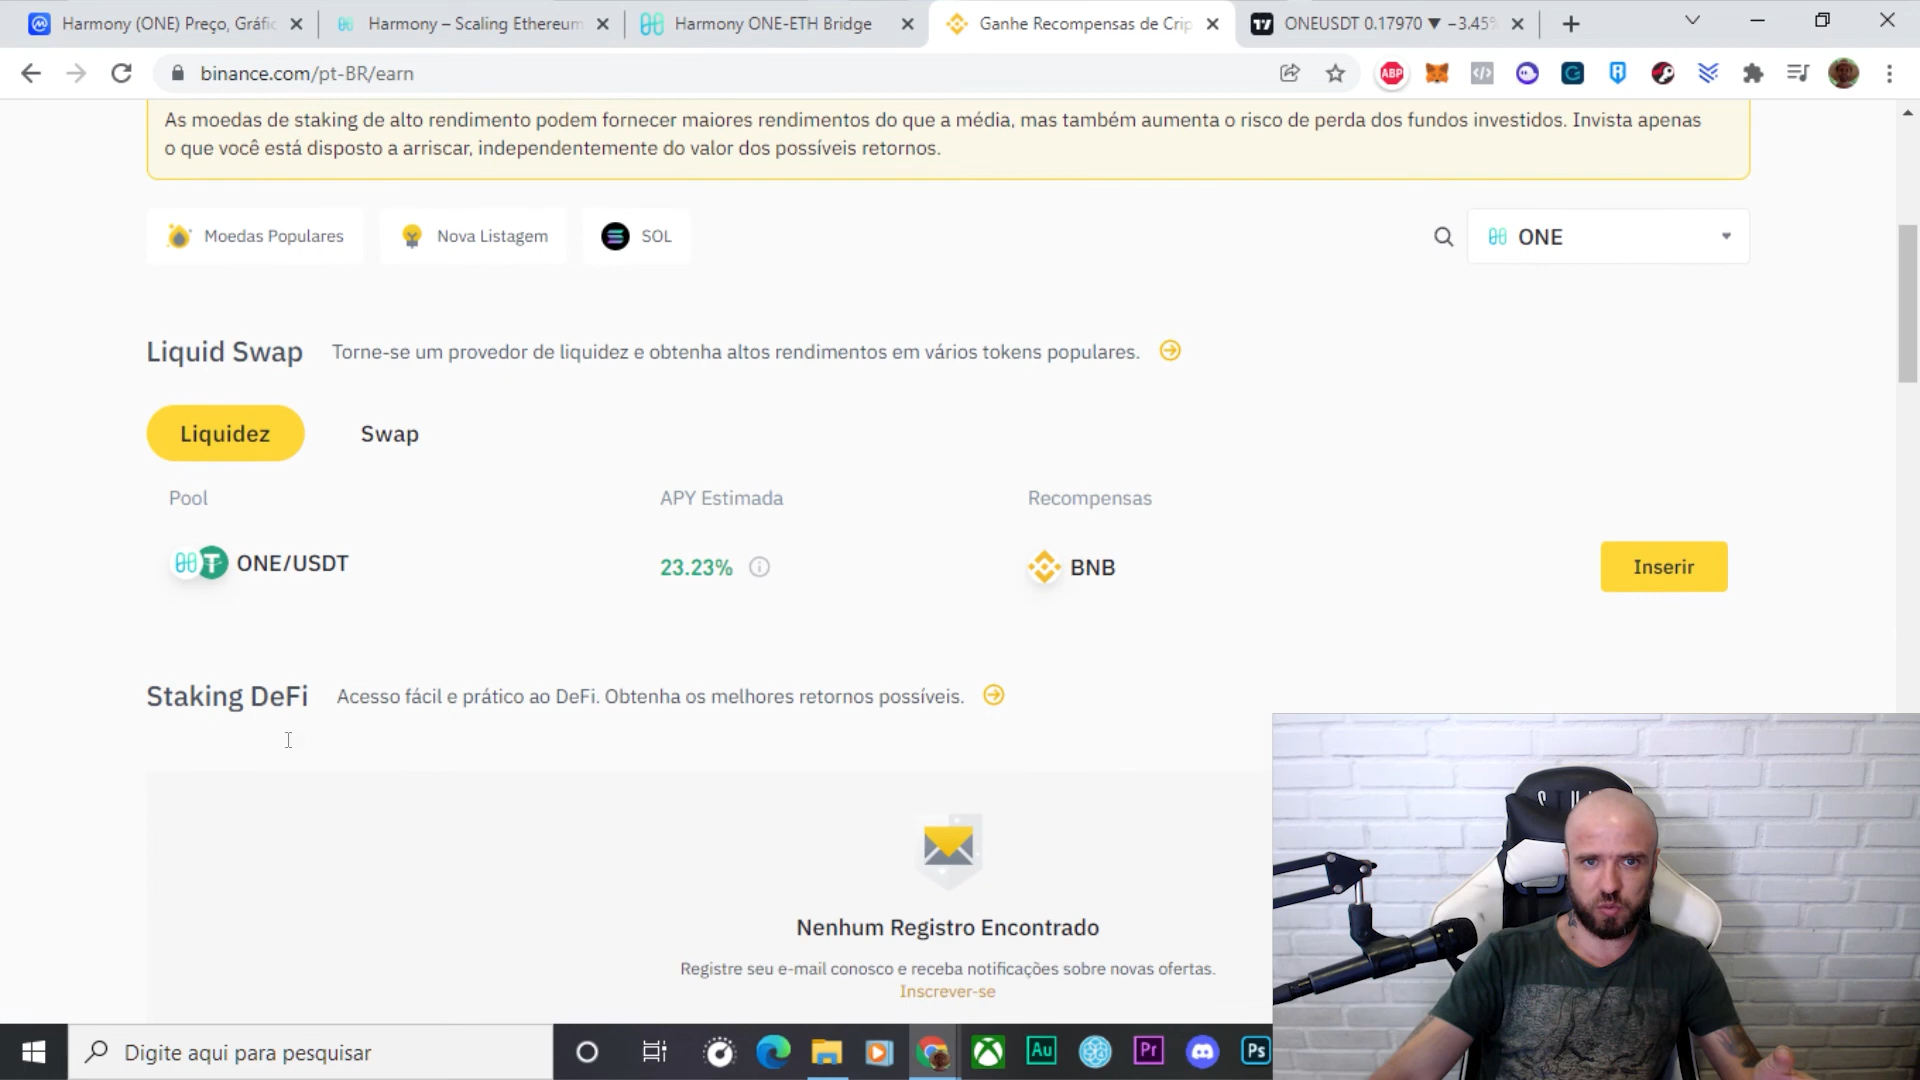 Harmony (ONE) Preço, Gráfic
Harmony – Scaling Ethereum
Harmony ONE-ETH Bridge
Ganhe Recompensas de Crip
ONEUSDT 0.17970 ▼ −3.45%
binance.com/pt-BR/earn
ABP
As moedas de staking de alto rendimento podem fornecer maiores rendimentos do que a média, mas também aumenta o risco de perda dos fundos investidos. Invista apenas
o que você está disposto a arriscar, independentemente do valor dos possíveis retornos.
Moedas Populares
Nova Listagem
SOL
ONE
Liquid Swap
Torne-se um provedor de liquidez e obtenha altos rendimentos em vários tokens populares.
Liquidez
Swap
Pool
APY Estimada
Recompensas
ONE/USDT
23.23%
BNB
Inserir
Staking DeFi
Acesso fácil e prático ao DeFi. Obtenha os melhores retornos possíveis.
Nenhum Registro Encontrado
Registre seu e-mail conosco e receba notificações sobre novas ofertas.
Inscrever-se
Digite aqui para pesquisar
Au
Pr
Ps